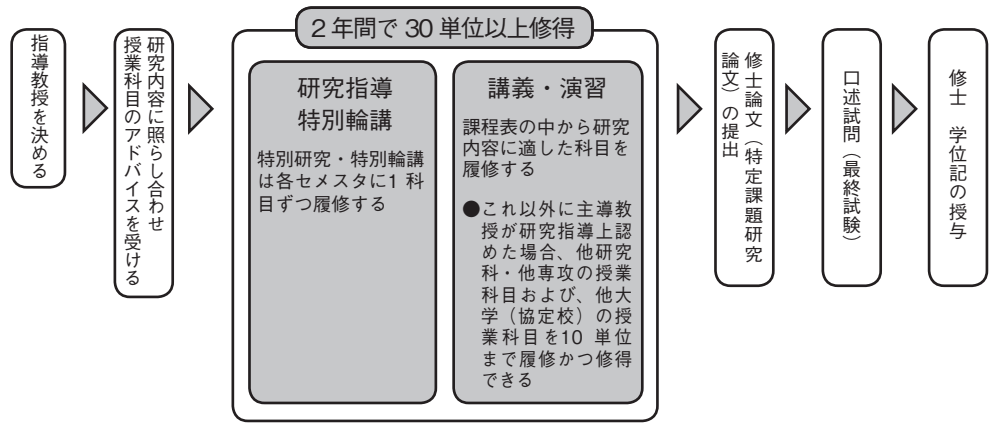 指導教授を決める
研究内容に照らし合わせ
授業科目のアドバイスを受ける
2年間で 30 単位以上修得
研究指導
特別輪講
特別研究・特別輪講
は各セメスタに1 科
目ずつ履修する
講義・演習
課程表の中から研究
内容に適した科目を
履修する
●これ以外に主導教
授が研究指導上認
めた場合、他研究
科・他専攻の授業
科目および、他大
学（協定校）の授
業科目を10 単位
まで履修かつ修得
できる
修士論文（特定課題研究
論文）の提出
口述試問（最終試験）
修士　学位記の授与